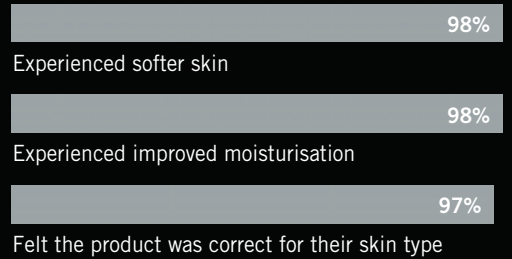 98%
Experienced softer skin
98%
Experienced improved moisturisation
97%
Felt the product was correct for their skin type